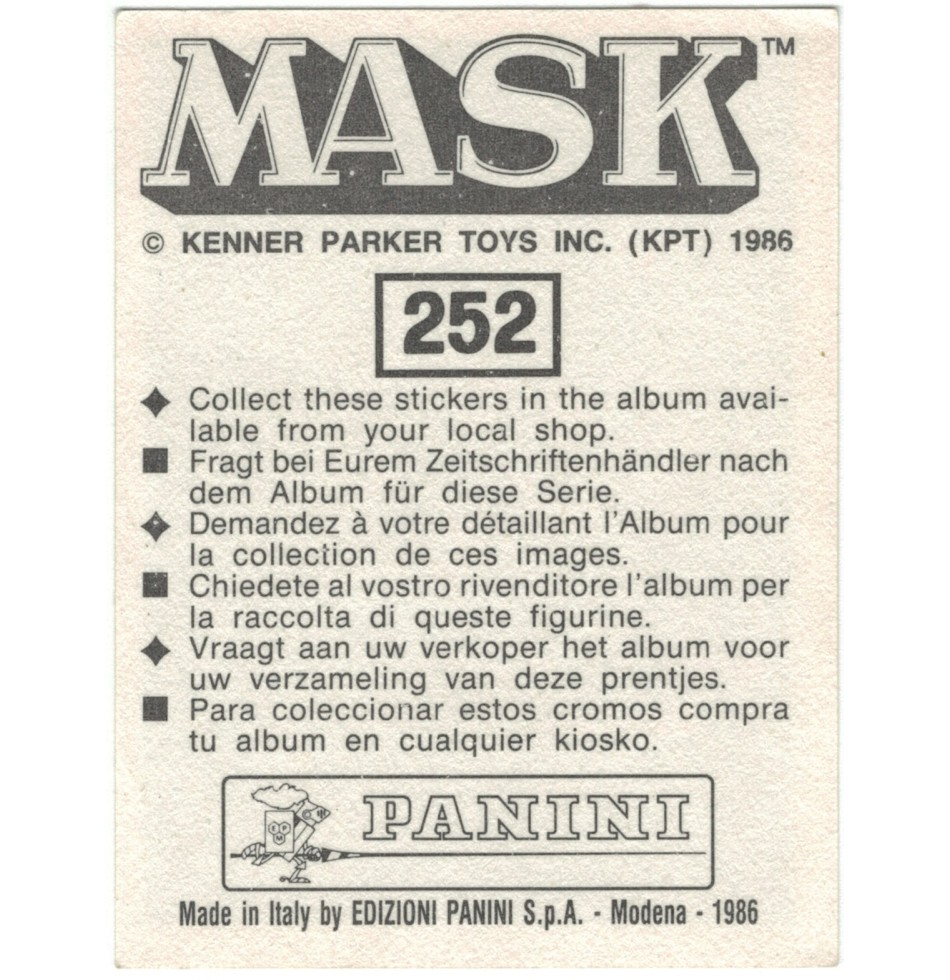 MASK™
© KENNER PARKER TOYS INC. (KPT) 1986
252
Collect these stickers in the album avai-
lable from your local shop.
Fragt bei Eurem Zeitschriftenhändler nach
dem Album für diese Serie.
Demandez à votre détaillant l'Album pour
la collection de ces images.
Chiedete al vostro rivenditore l'album per
la raccolta di queste figurine.
Vraagt aan uw verkoper het album voor
uw verzameling van deze prentjes.
Para coleccionar estos cromos compra
tu album en cualquier kiosko.
PANINI
Made in Italy by EDIZIONI PANINI S.p.A. - Modena - 1986